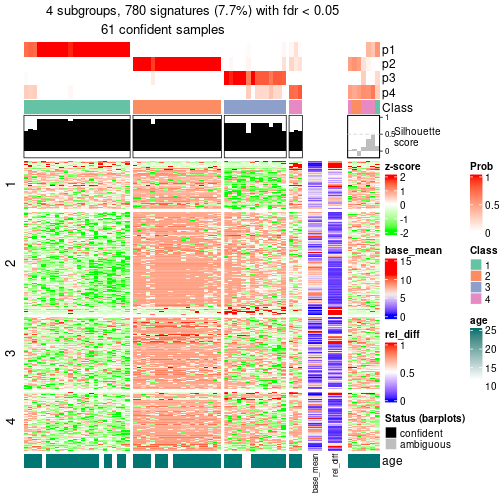 4 subgroups, 780 signatures (7.7%) with fdr < 0.05
61 confident samples
p1
p2
p3
p4
Class
1
0.5
0
Silhouette
score
1
2
3
4
z-score
2
1
0
-1
-2
Prob
1
0.5
0
base_mean
15
10
5
0
Class
1
2
3
4
rel_diff
1
0.5
0
age
25
20
15
10
Status (barplots)
confident
ambiguous
age
base_mean
rel_diff